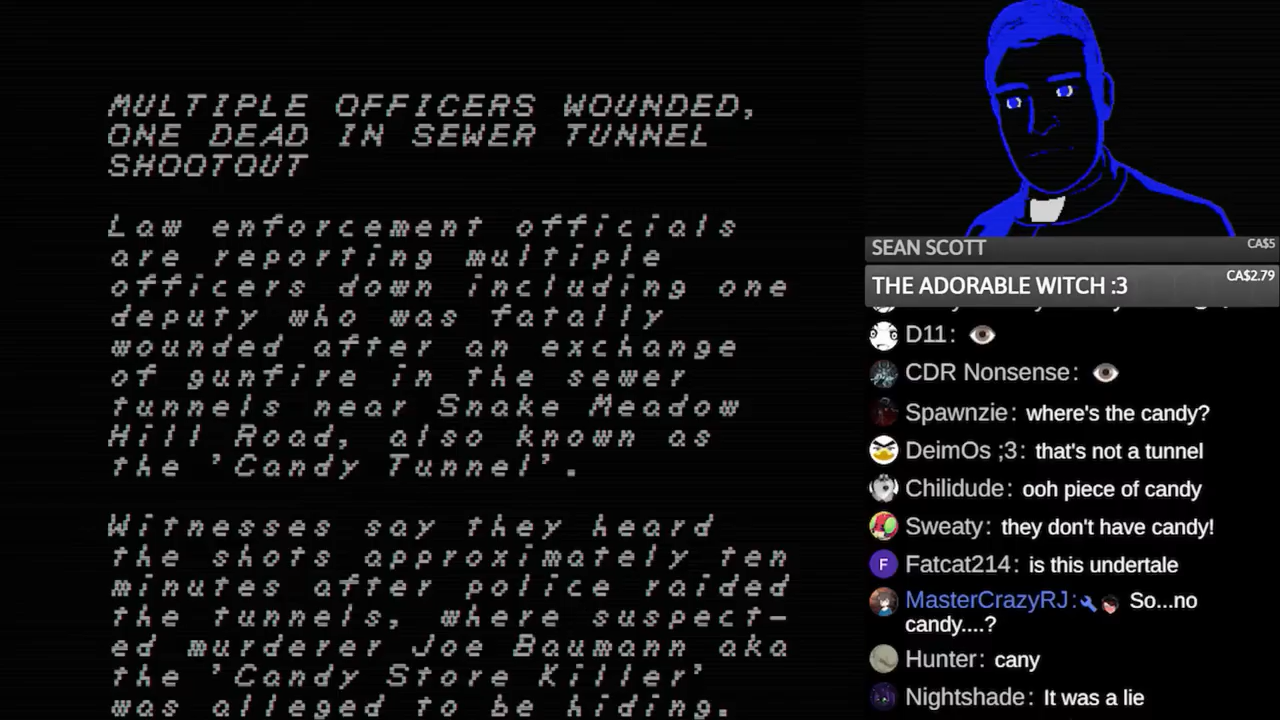 MULTIPLE OFFICERS WOUNDED,
ONE DEAD IN SEWER TUNNEL
SHOOTOUT
Law enforcement officials
are reporting multiple
officers down including one
deputy who was fatally
wounded after an exchange
of gunfire in the sewer
tunnels near Snake Meadow
Hill Road, also known as
the 'Candy Tunnel'.
Witnesses say they heard
the shots approximately ten
minutes after police raided
the tunnels, where suspect-
ed murderer Joe Baumann aka
the 'Candy Store Killer'
was alleged to be hiding.
SEAN SCOTT CA$5
THE ADORABLE WITCH :3 CA$2.79
D11:
CDR Nonsense:
Spawnzie: where's the candy?
DeimOs ;3: that's not a tunnel
Chilidude: ooh piece of candy
Sweaty: they don't have candy!
F Fatcat214: is this undertale
MasterCrazyRJ: So...no
candy....?
Hunter: cany
Nightshade: It was a lie